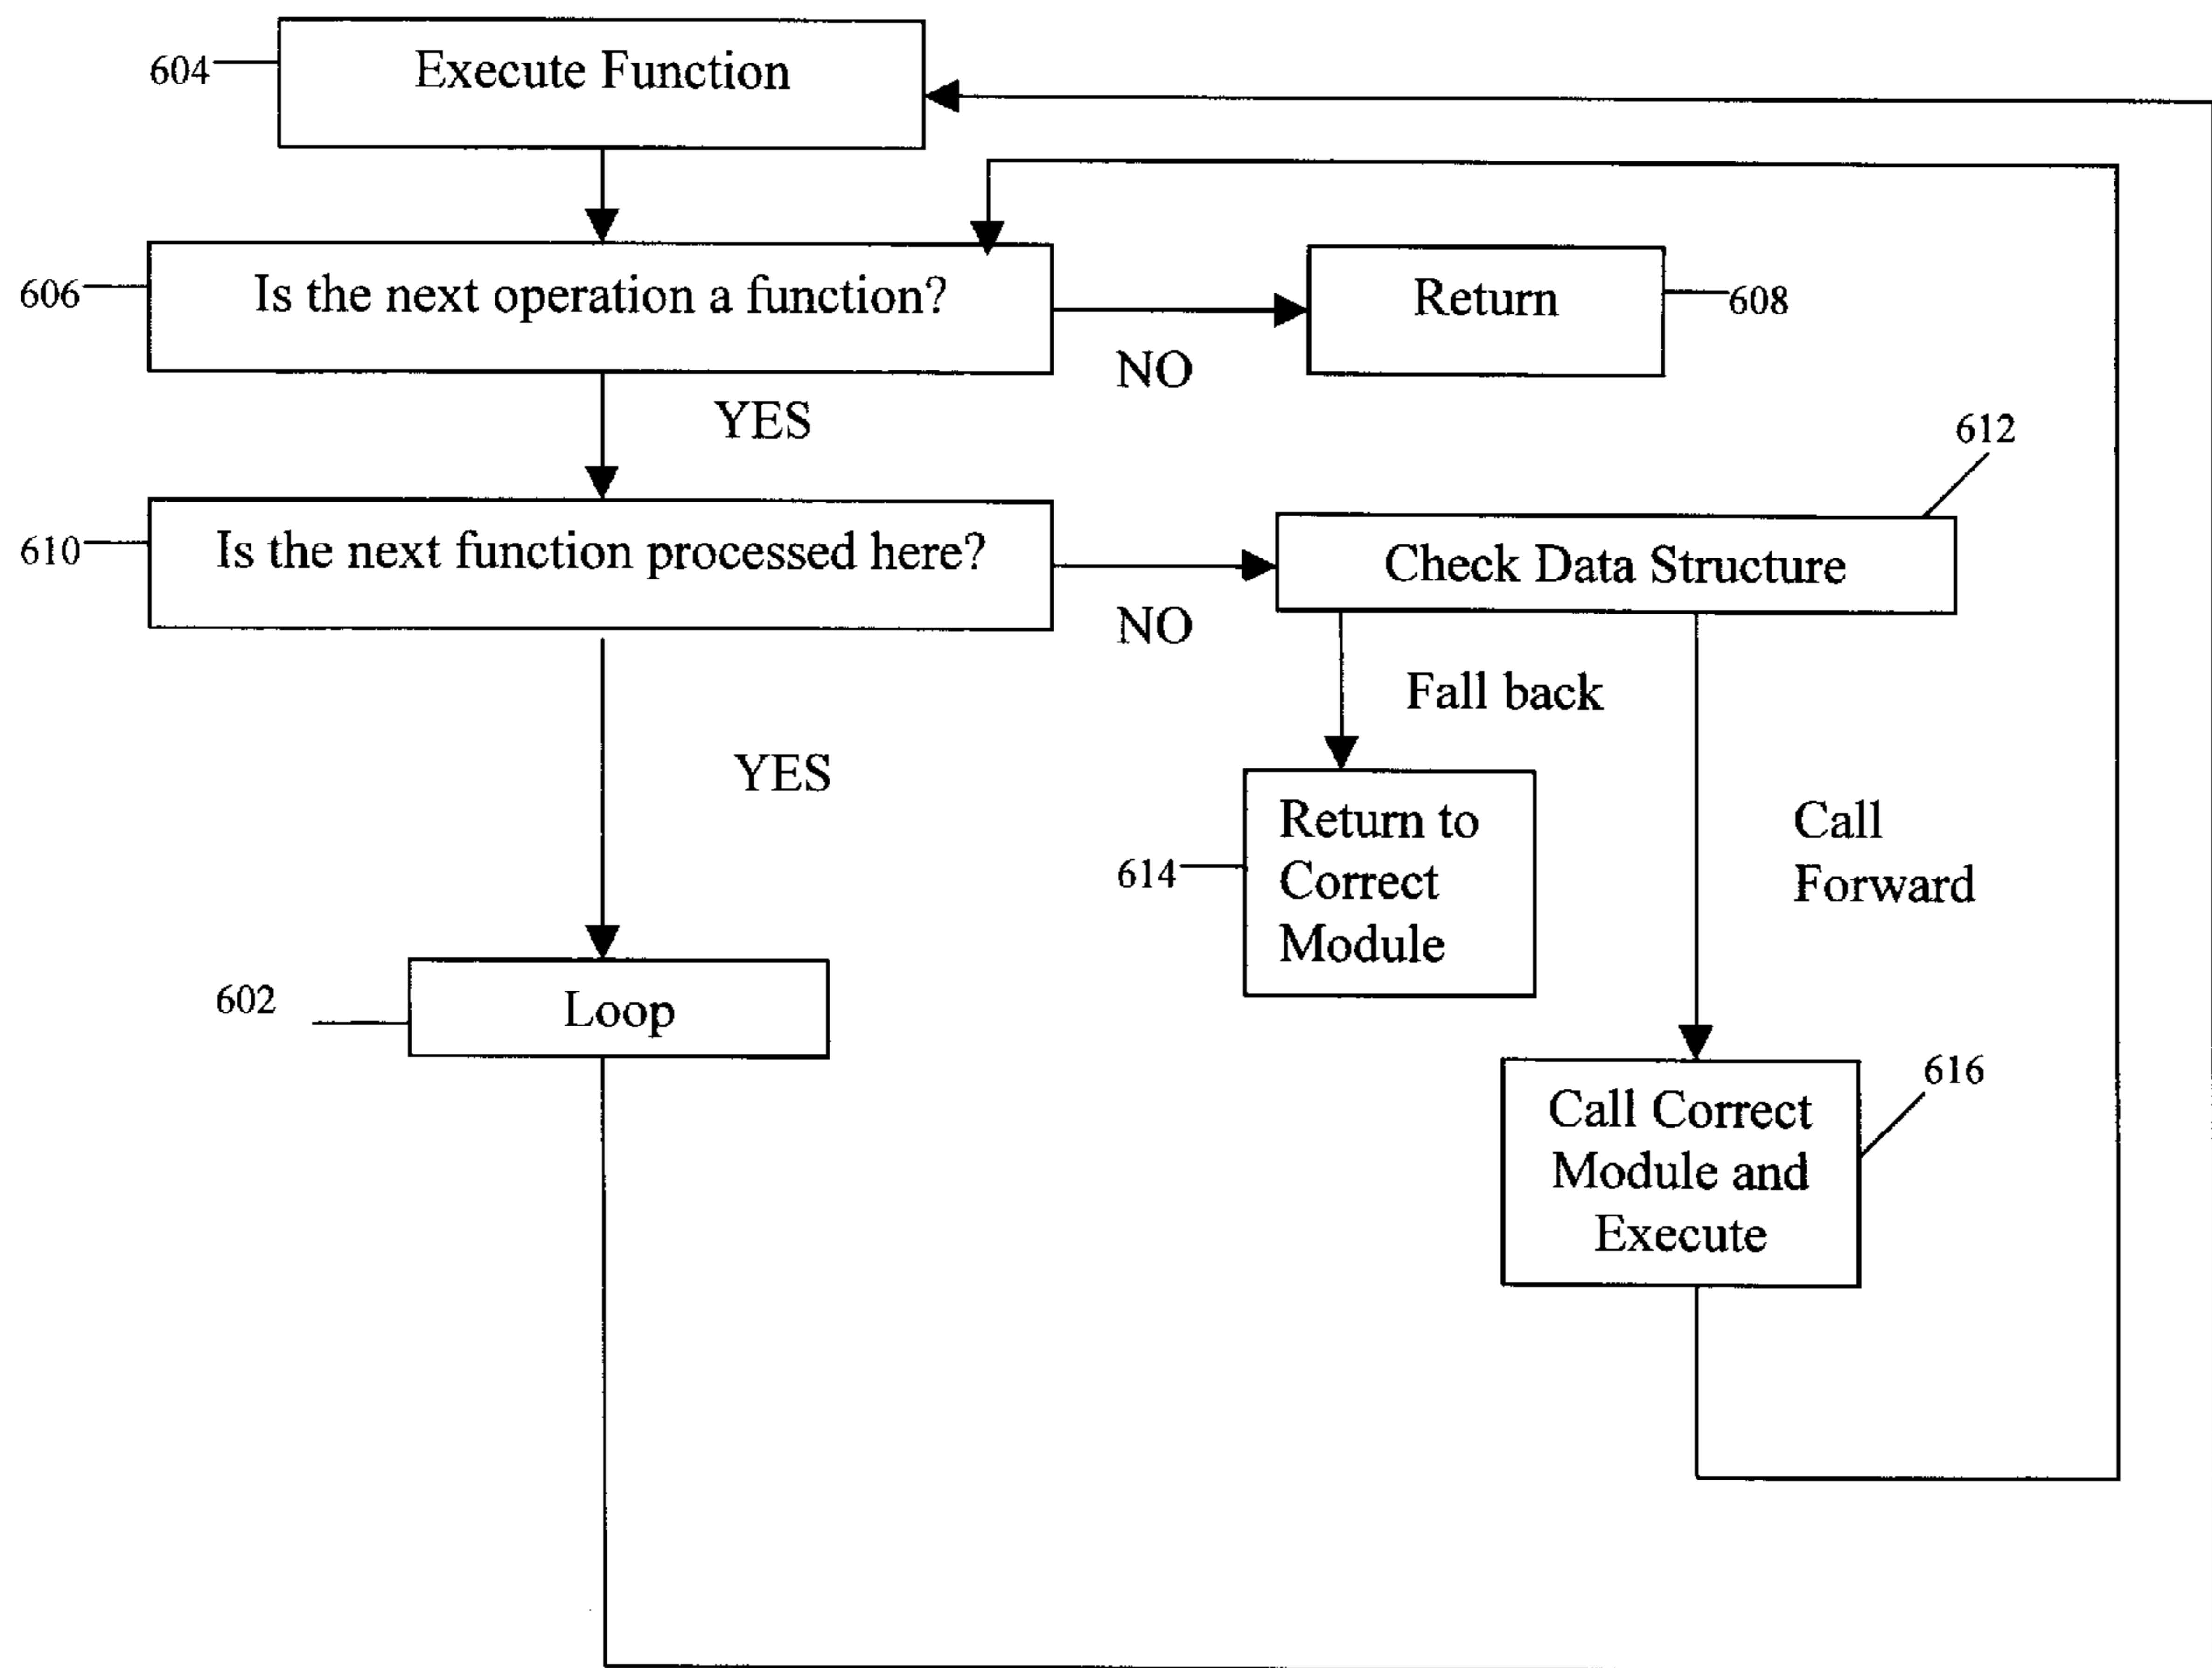 604
Execute Function
606
Is the next operation a function?
Return
608
NO
YES
612
610
Is the next function processed here?
Check Data Structure
NO
Fall back
YES
Call
Forward
614
Return to
Correct
Module
602
Loop
616
Call Correct
Module and
Execute